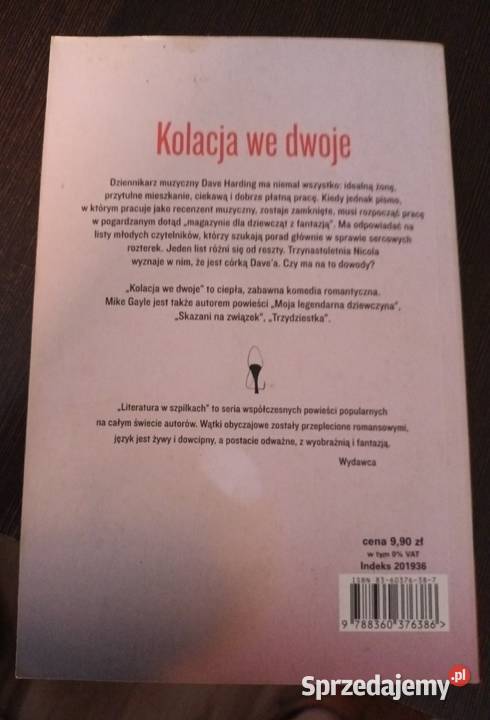 Kolacja we dwoje
Dziennikarz muzyczny Dave Harding ma niemal wszystko: idealną żonę,
przytulne mieszkanie, ciekawą i dobrze płatną pracę. Kiedy jednak pismo,
w którym pracuje jako recenzent muzyczny, zostaje zamknięte, musi rozpocząć pracę
w pogardzanym dotąd „magazynie dla dziewcząt z fantazją”. Ma odpowiadać na
listy młodych czytelników, którzy szukają porad głównie w sprawie sercowych
rozterek. Jeden list różni się od reszty. Trzynastoletnia Nicola
wyznaje w nim, że jest córką Dave'a. Czy ma na to dowody?
„Kolacja we dwoje” to ciepła, zabawna komedia romantyczna.
Mike Gayle jest także autorem powieści „Moja legendarna dziewczyna”,
„Skazani na związek”, „Trzydziestka”.
„Literatura w szpilkach” to seria współczesnych powieści popularnych
na całym świecie autorów. Wątki obyczajowe zostały przeplecione romansowymi,
język jest żywy i dowcipny, a postacie odważne, z wyobraźnią i fantazją.
Wydawca
cena 9,90 zł
w tym 0% VAT
Indeks 201936
ISBN 83-60376-38-7
9 788360 376386 >
Sprzedajemy.pl